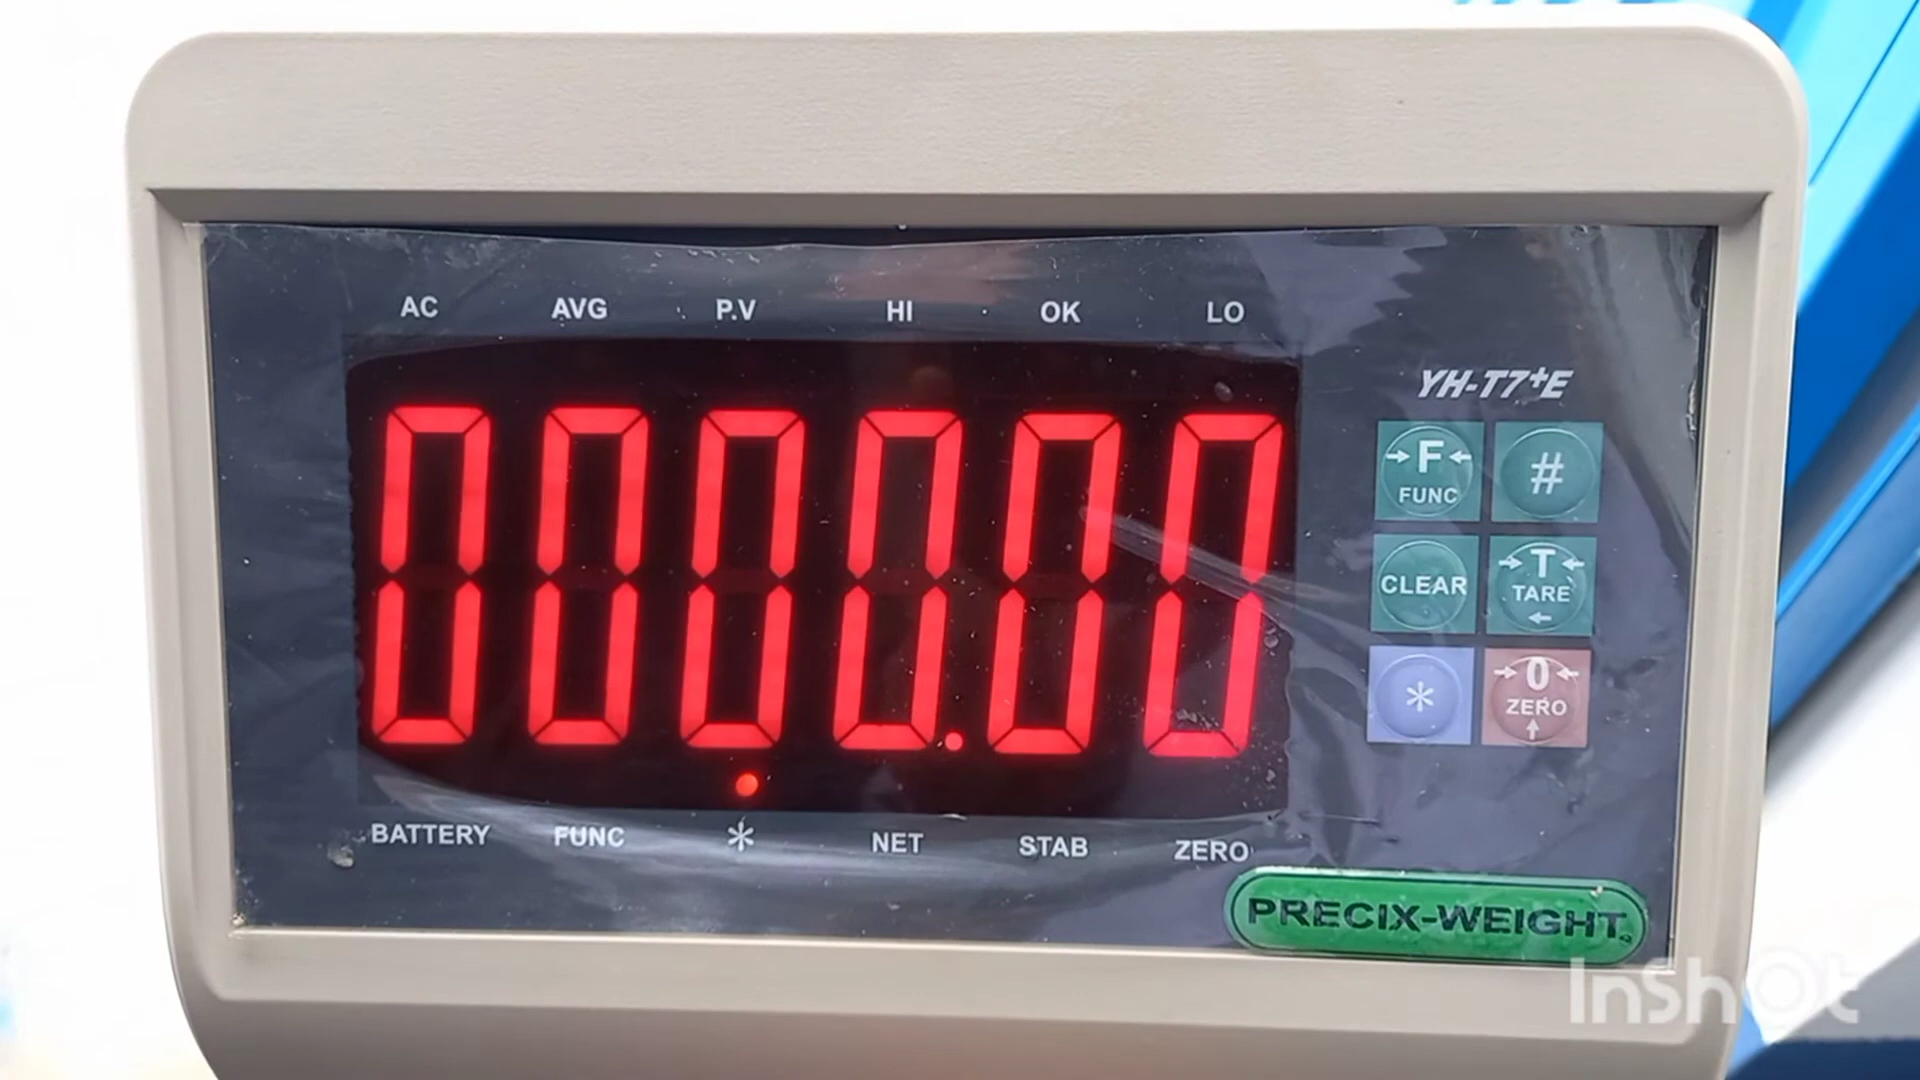 AC AVG P.V HI OK LO
YH-T7+E
0000.00
→F← FUNC
#
CLEAR
→T← TARE ←
*
→0← ZERO ↑
BATTERY FUNC * NET STAB ZERO
PRECIX-WEIGHT
InShOt